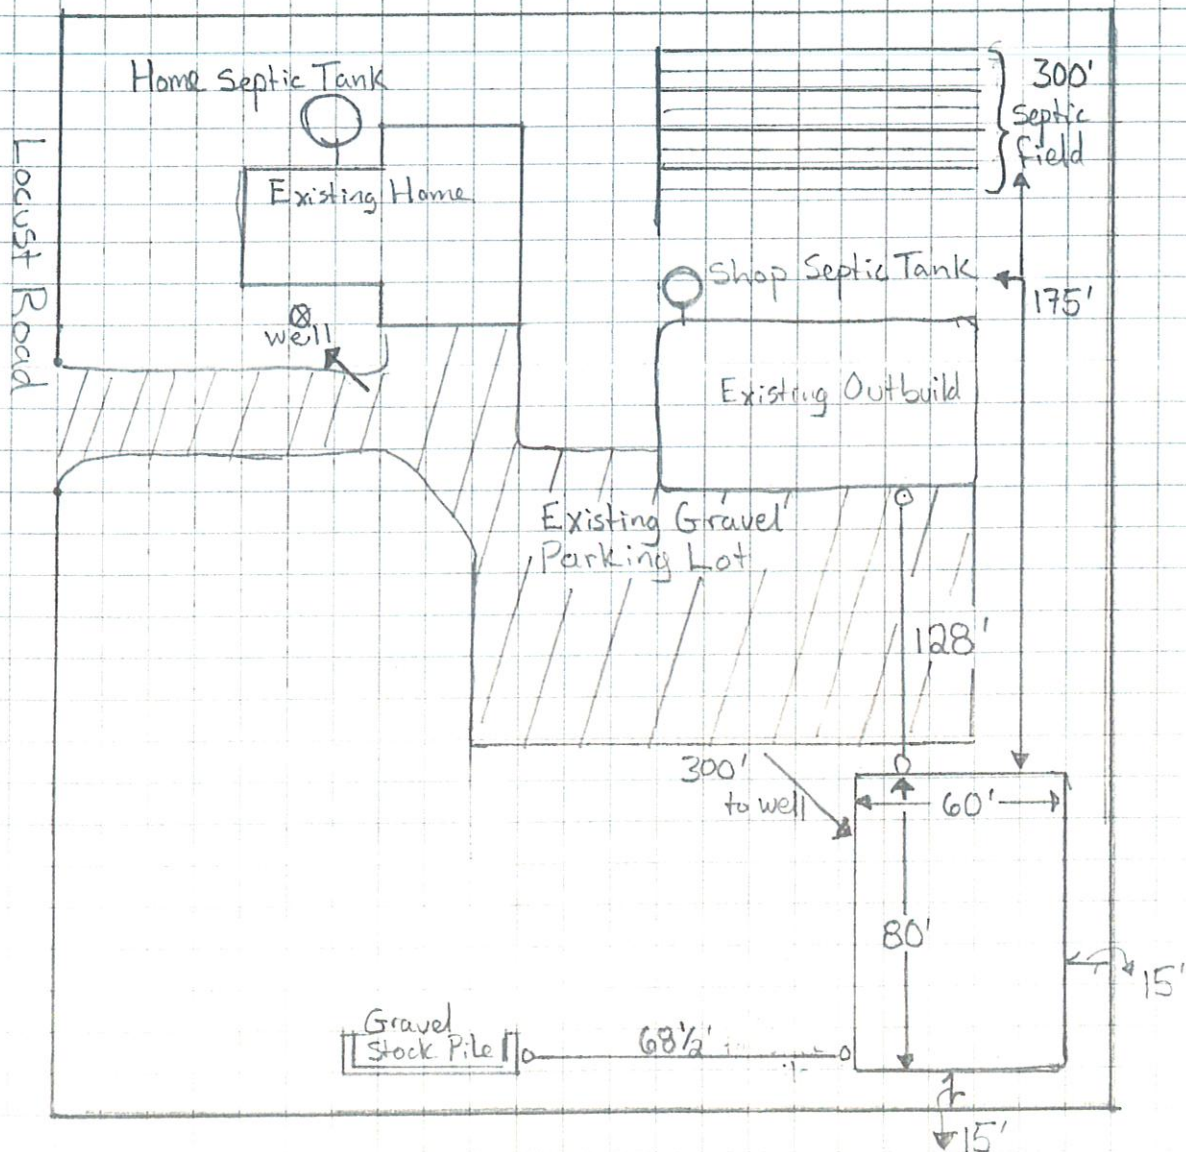 Home Septic Tank
300'
Septic
field
Existing Home
Locust Road
Shop Septic Tank
175'
well
Existing Outbuild
Existing Gravel
Parking Lot
128'
300'
to well
60'
80'
15'
Gravel
Stock Pile
68½'
15'